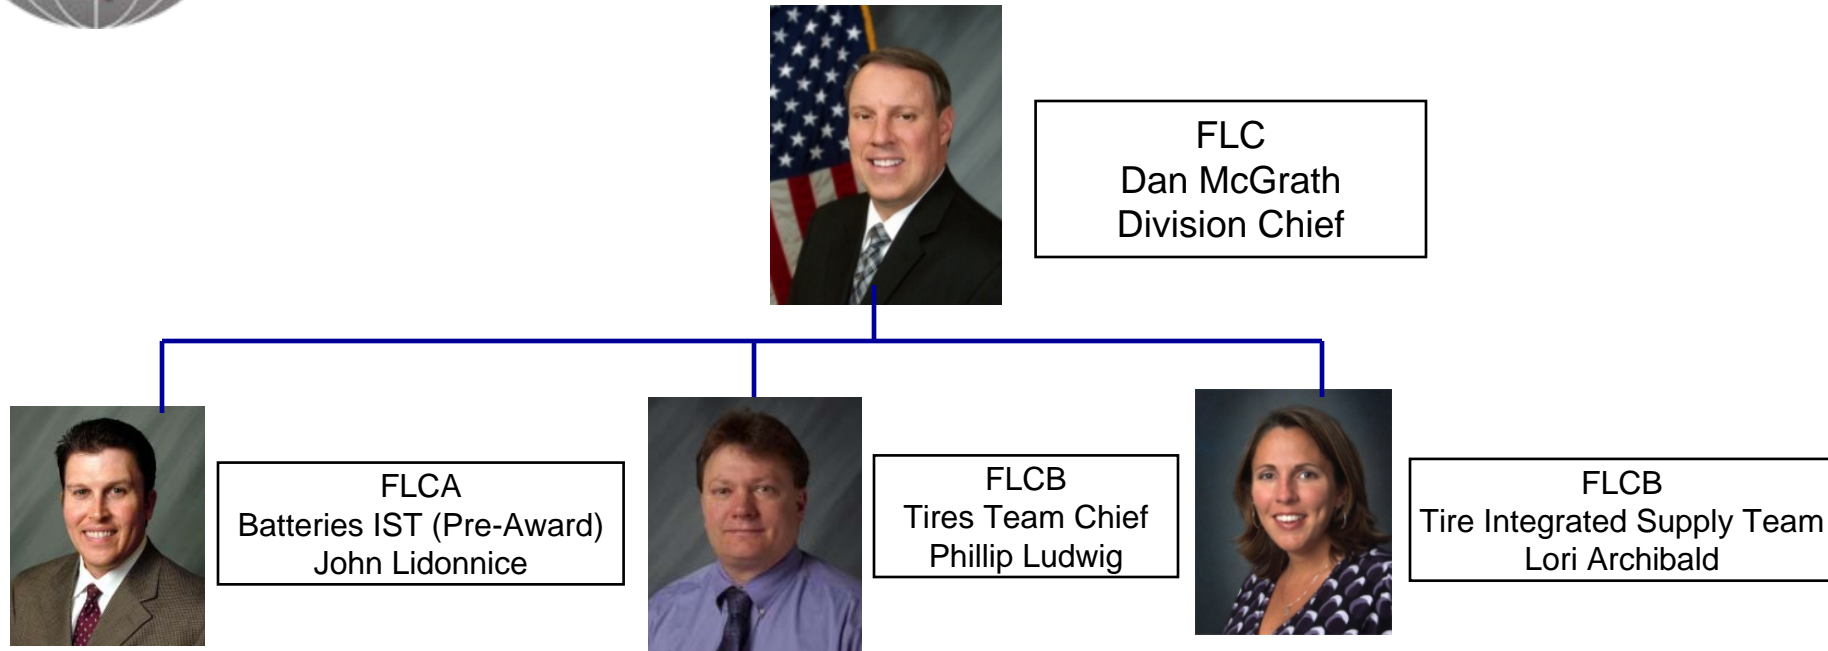 FLC
Dan McGrath
Division Chief
FLCA
Batteries IST (Pre-Award)
John Lidonnice
FLCB
Tires Team Chief
Phillip Ludwig
FLCB
Tire Integrated Supply Team
Lori Archibald